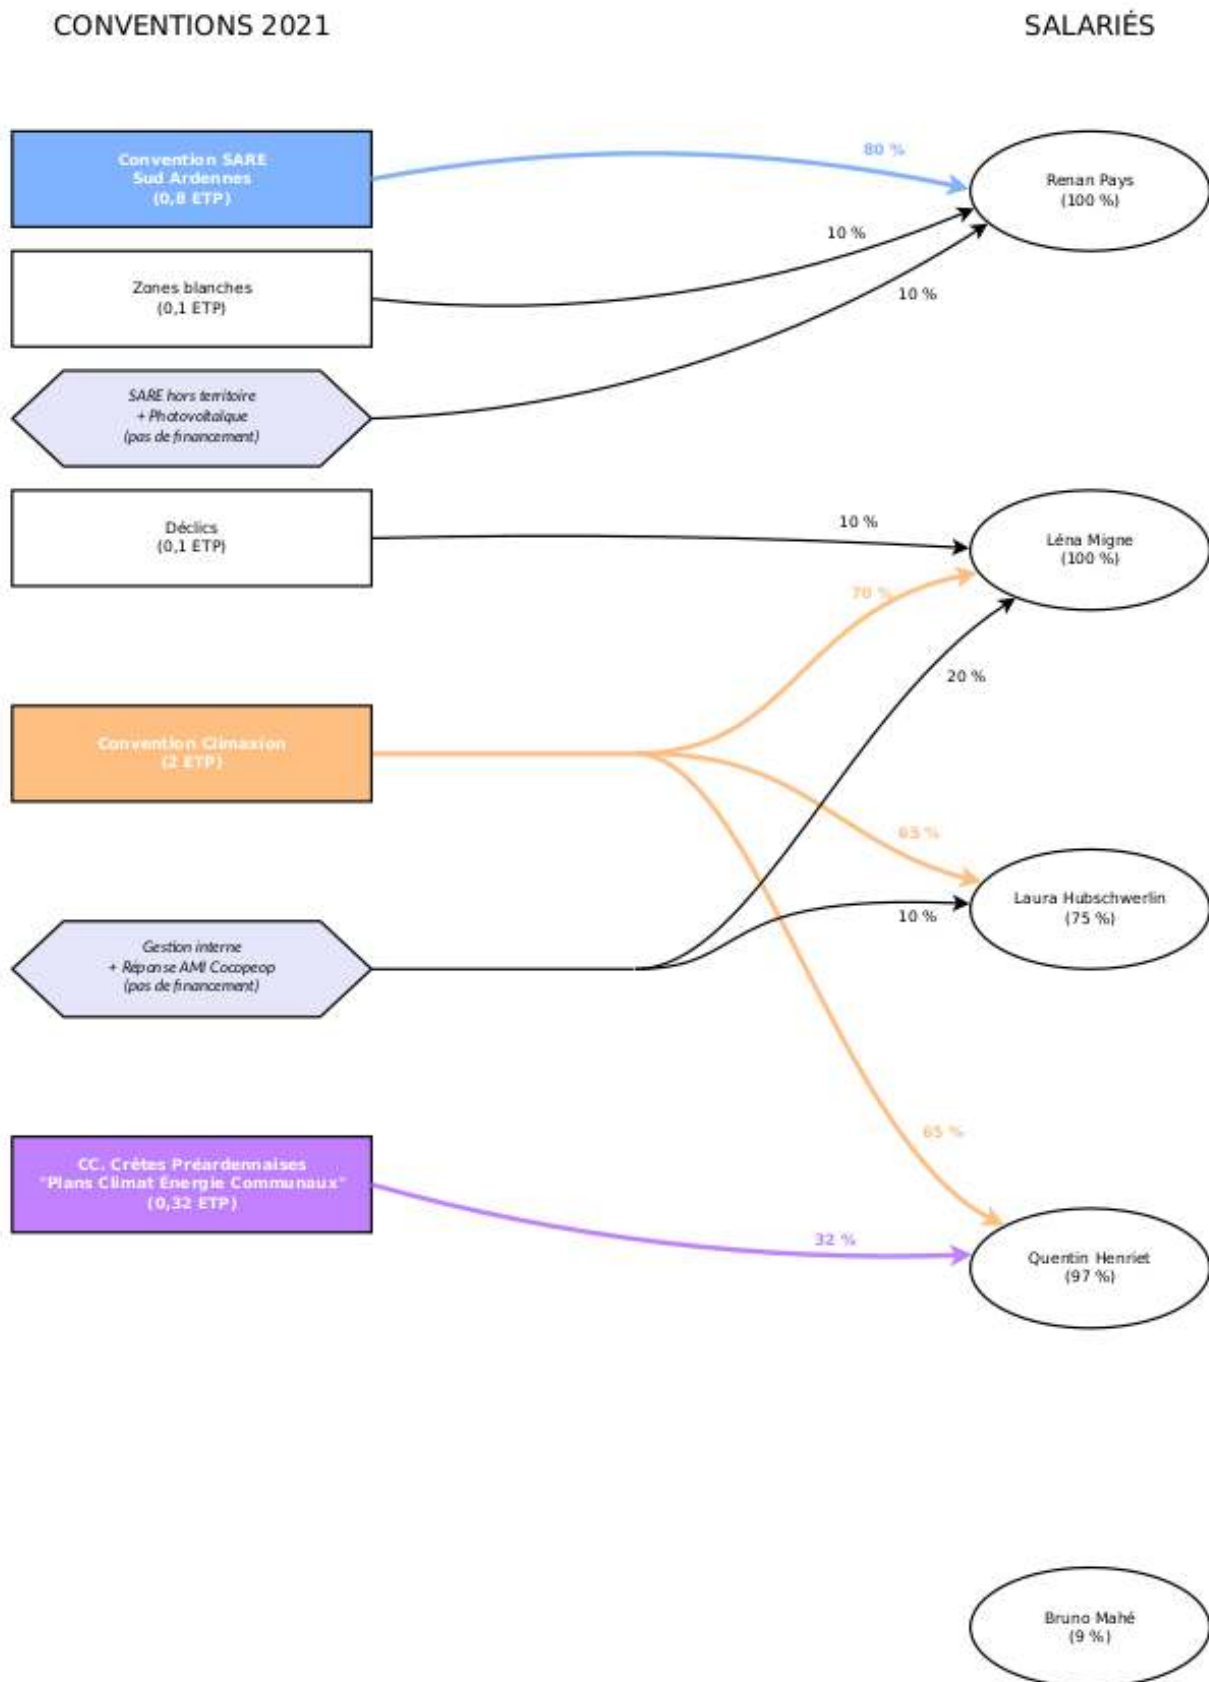 CONVENTIONS 2021
SALARIÉS
Convention SARE
Sud Ardennes
(0,8 ETP)
80 %
Renan Pays
(100 %)
10 %
Zones blanches
(0,1 ETP)
10 %
SARE hors territoire
+ Photovoltaïque
(pas de financement)
Déclics
(0,1 ETP)
10 %
Léna Migne
(100 %)
70 %
20 %
Convention Climaxion
(2 ETP)
65 %
Laura Hubschwerlin
(75 %)
10 %
Gestion interne
+ Réponse AMI Cocopeop
(pas de financement)
65 %
CC. Crêtes Préardennaises
"Plans Climat Énergie Communaux"
(0,32 ETP)
32 %
Quentin Henriet
(97 %)
Bruno Mahé
(9 %)